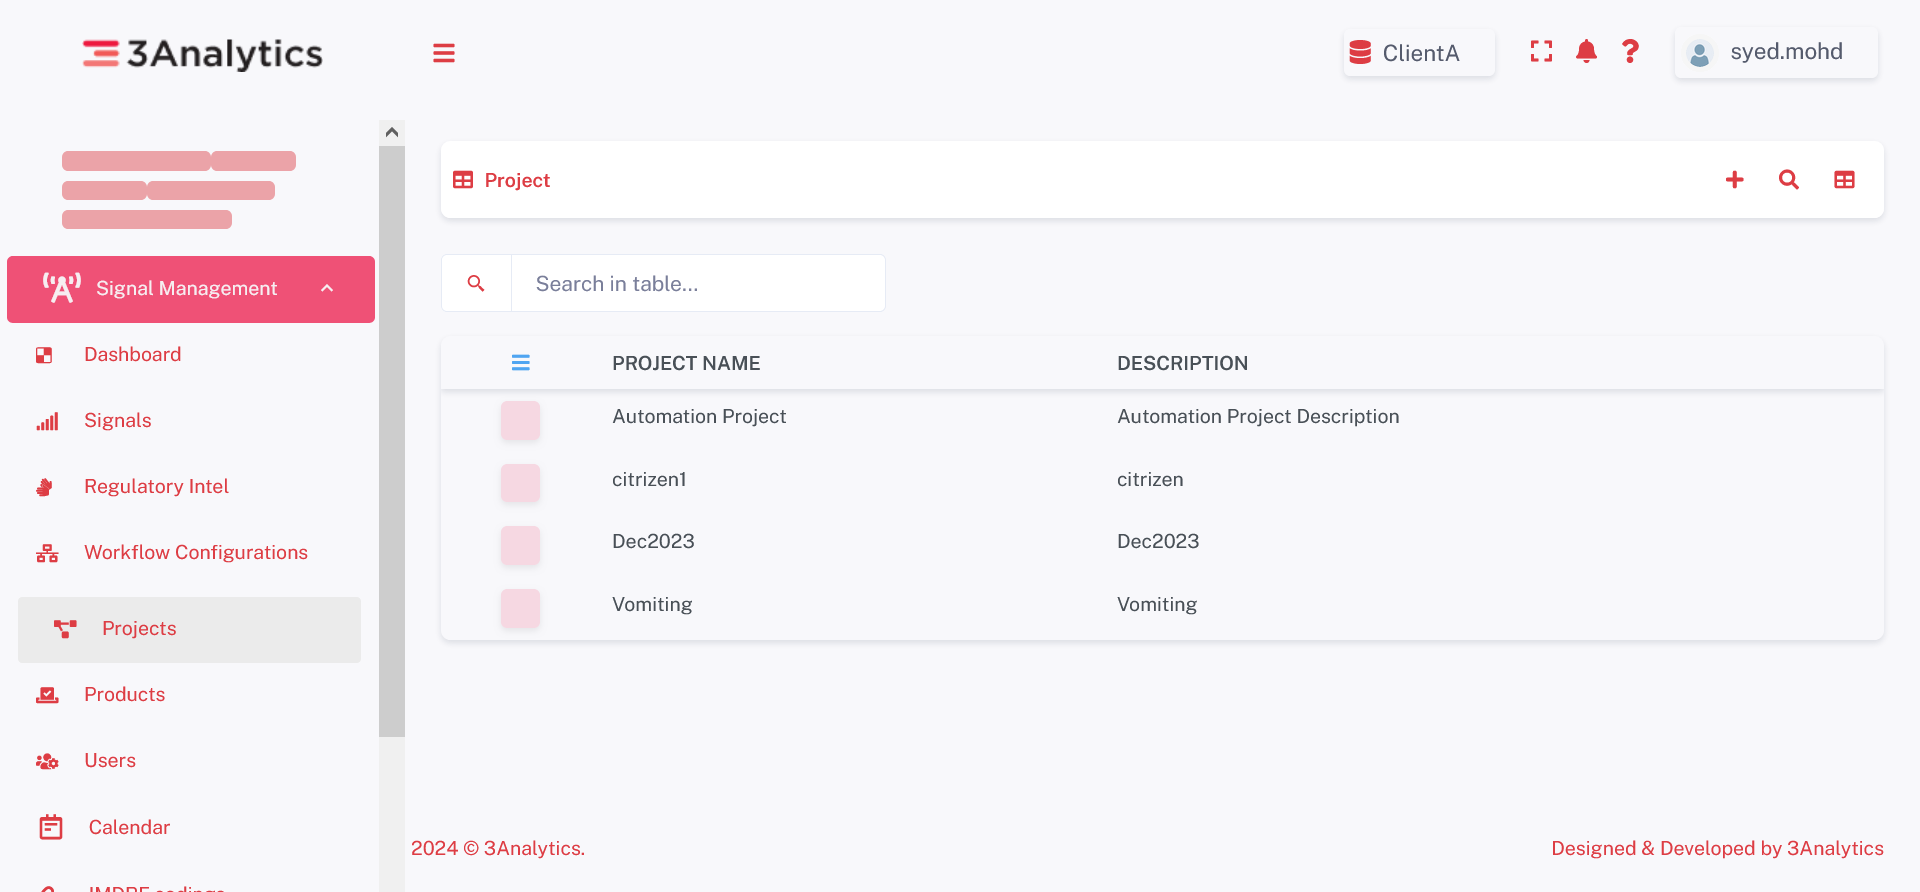 3Analytics
ClientA
syed.mohd
Signal Management
Dashboard
Signals
Regulatory Intel
Workflow Configurations
Projects
Products
Users
Calendar
Project
Search in table...
PROJECT NAME DESCRIPTION
Automation Project Automation Project Description
citrizen1 citrizen
Dec2023 Dec2023
Vomiting Vomiting
2024 © 3Analytics.
Designed & Developed by 3Analytics